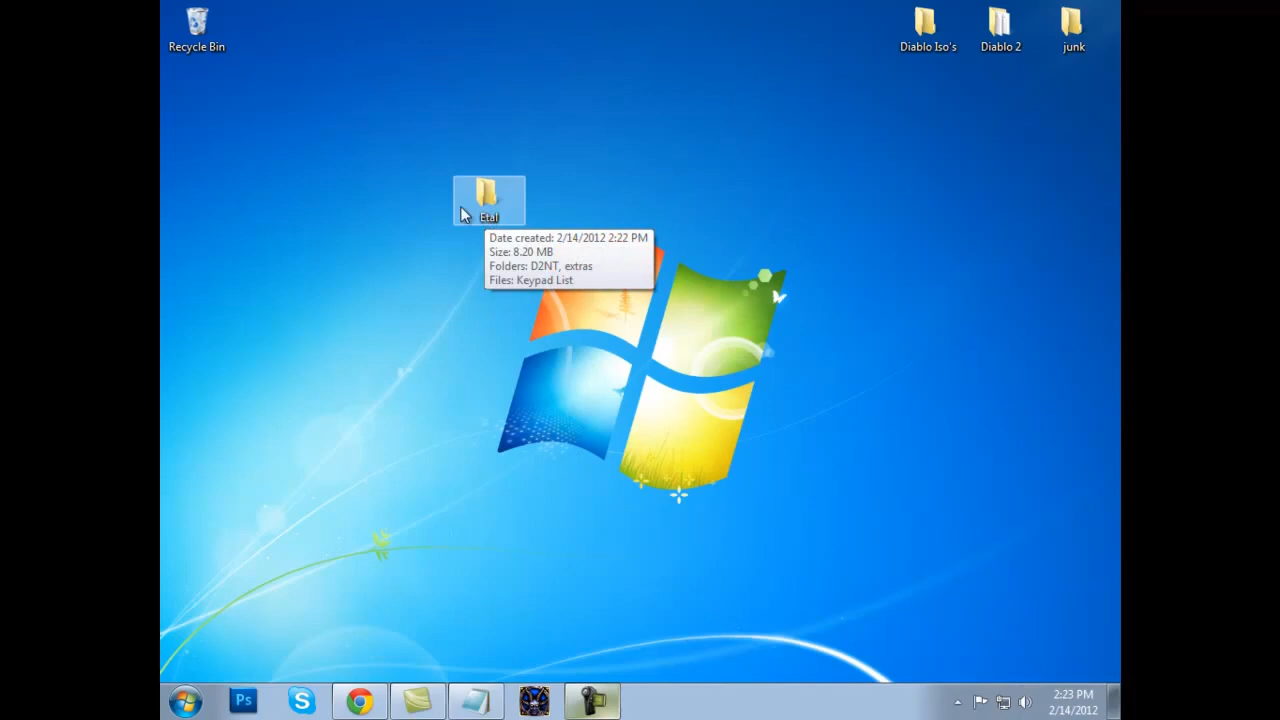 Recycle Bin
Diablo Iso's
Diablo 2
junk
Etal
Date created: 2/14/2012 2:22 PM
Size: 8.20 MB
Folders: D2NT, extras
Files: Keypad List
Ps
S
2:23 PM
2/14/2012